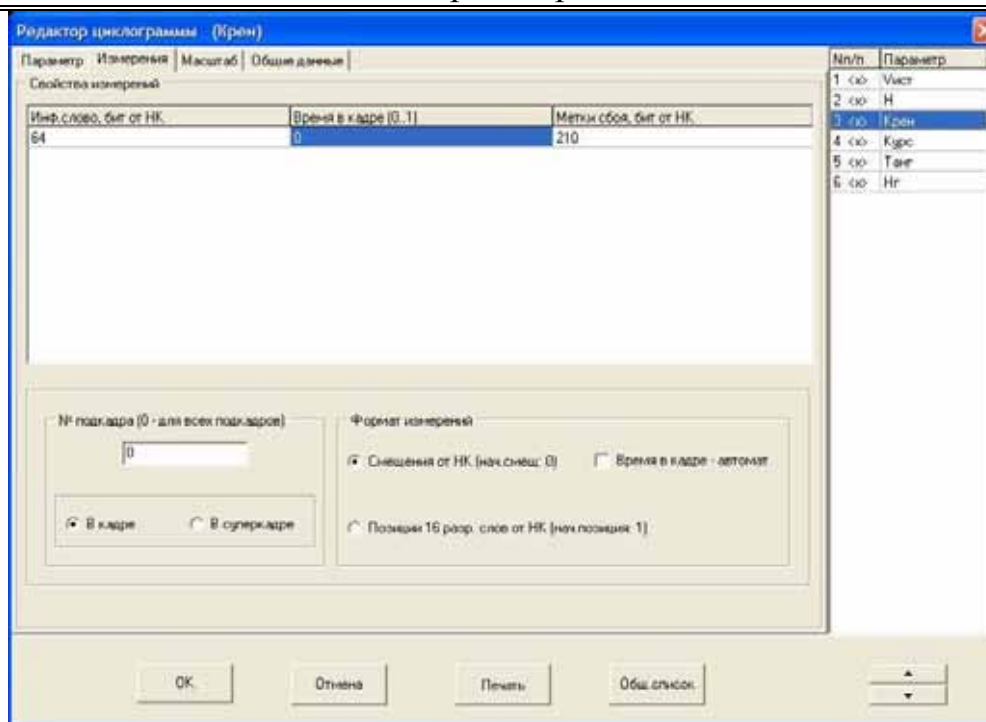 Редактор циклограммы (Крен)
Параметр Измерения Масштаб Общие данные
Свойства измерений
Инф.слово, бит от НК Время в кадре (0..1) Метки сбоя, бит от НК
64 0 210
№ подкадра (0 - для всех подкадров)
0
В кадре В суперкадре
Формат измерений
Смещения от НК (нач.смещ: 0) Время в кадре - автомат
Позиции 16 разр. слов от НК (нач.позиция: 1)
Nп/п Параметр
1 <x> Vист
2 <x> H
3 <x> Крен
4 <x> Курс
5 <x> Танг
6 <x> Нг
OK Отмена Печать Общ.список